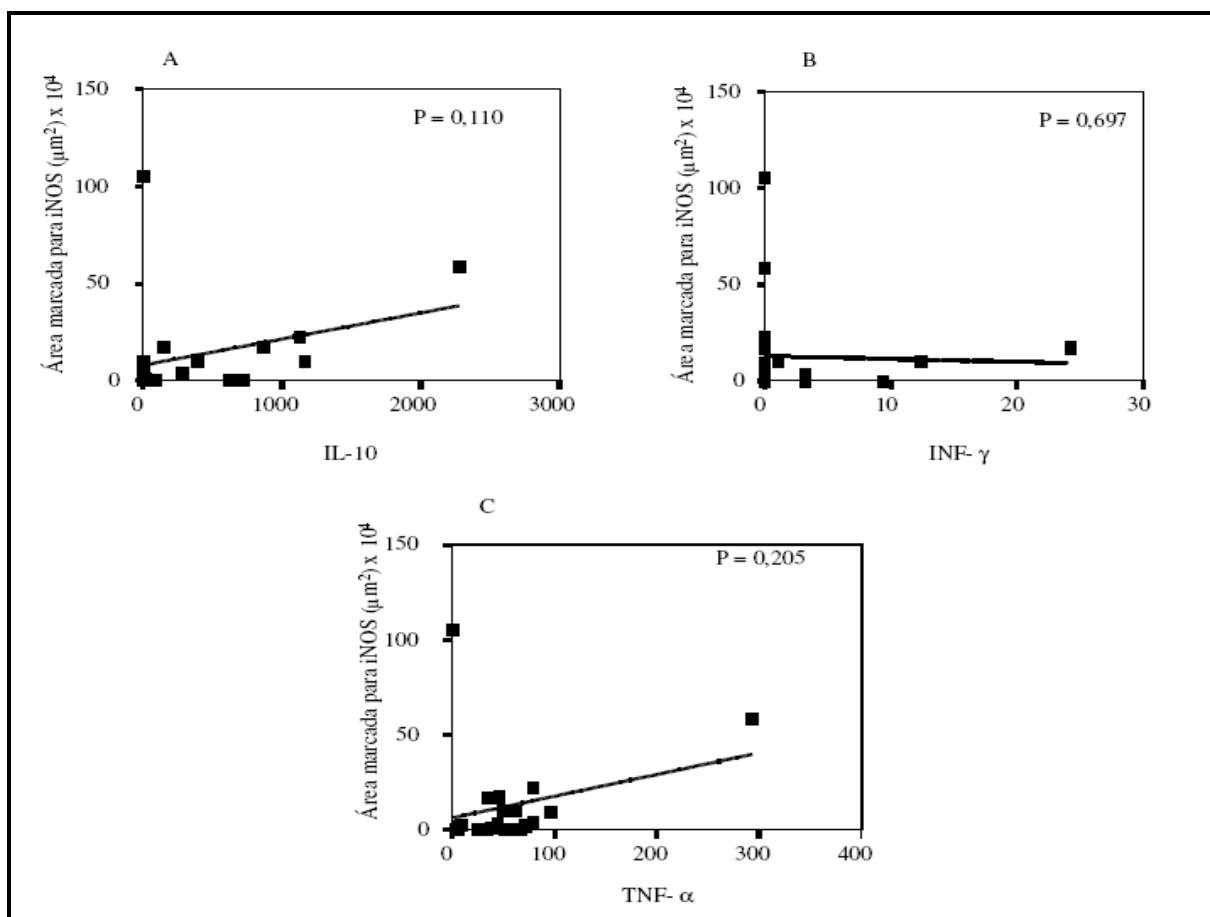 A
Área marcada para iNOS (µm²) x 10⁴
150
100
50
0
P = 0,110
0 1000 2000 3000
IL-10
B
Área marcada para iNOS (µm²) x 10⁴
150
100
50
0
P = 0,697
0 10 20 30
INF- γ
C
Área marcada para iNOS (µm²) x 10⁴
150
100
50
0
P = 0,205
0 100 200 300 400
TNF- α